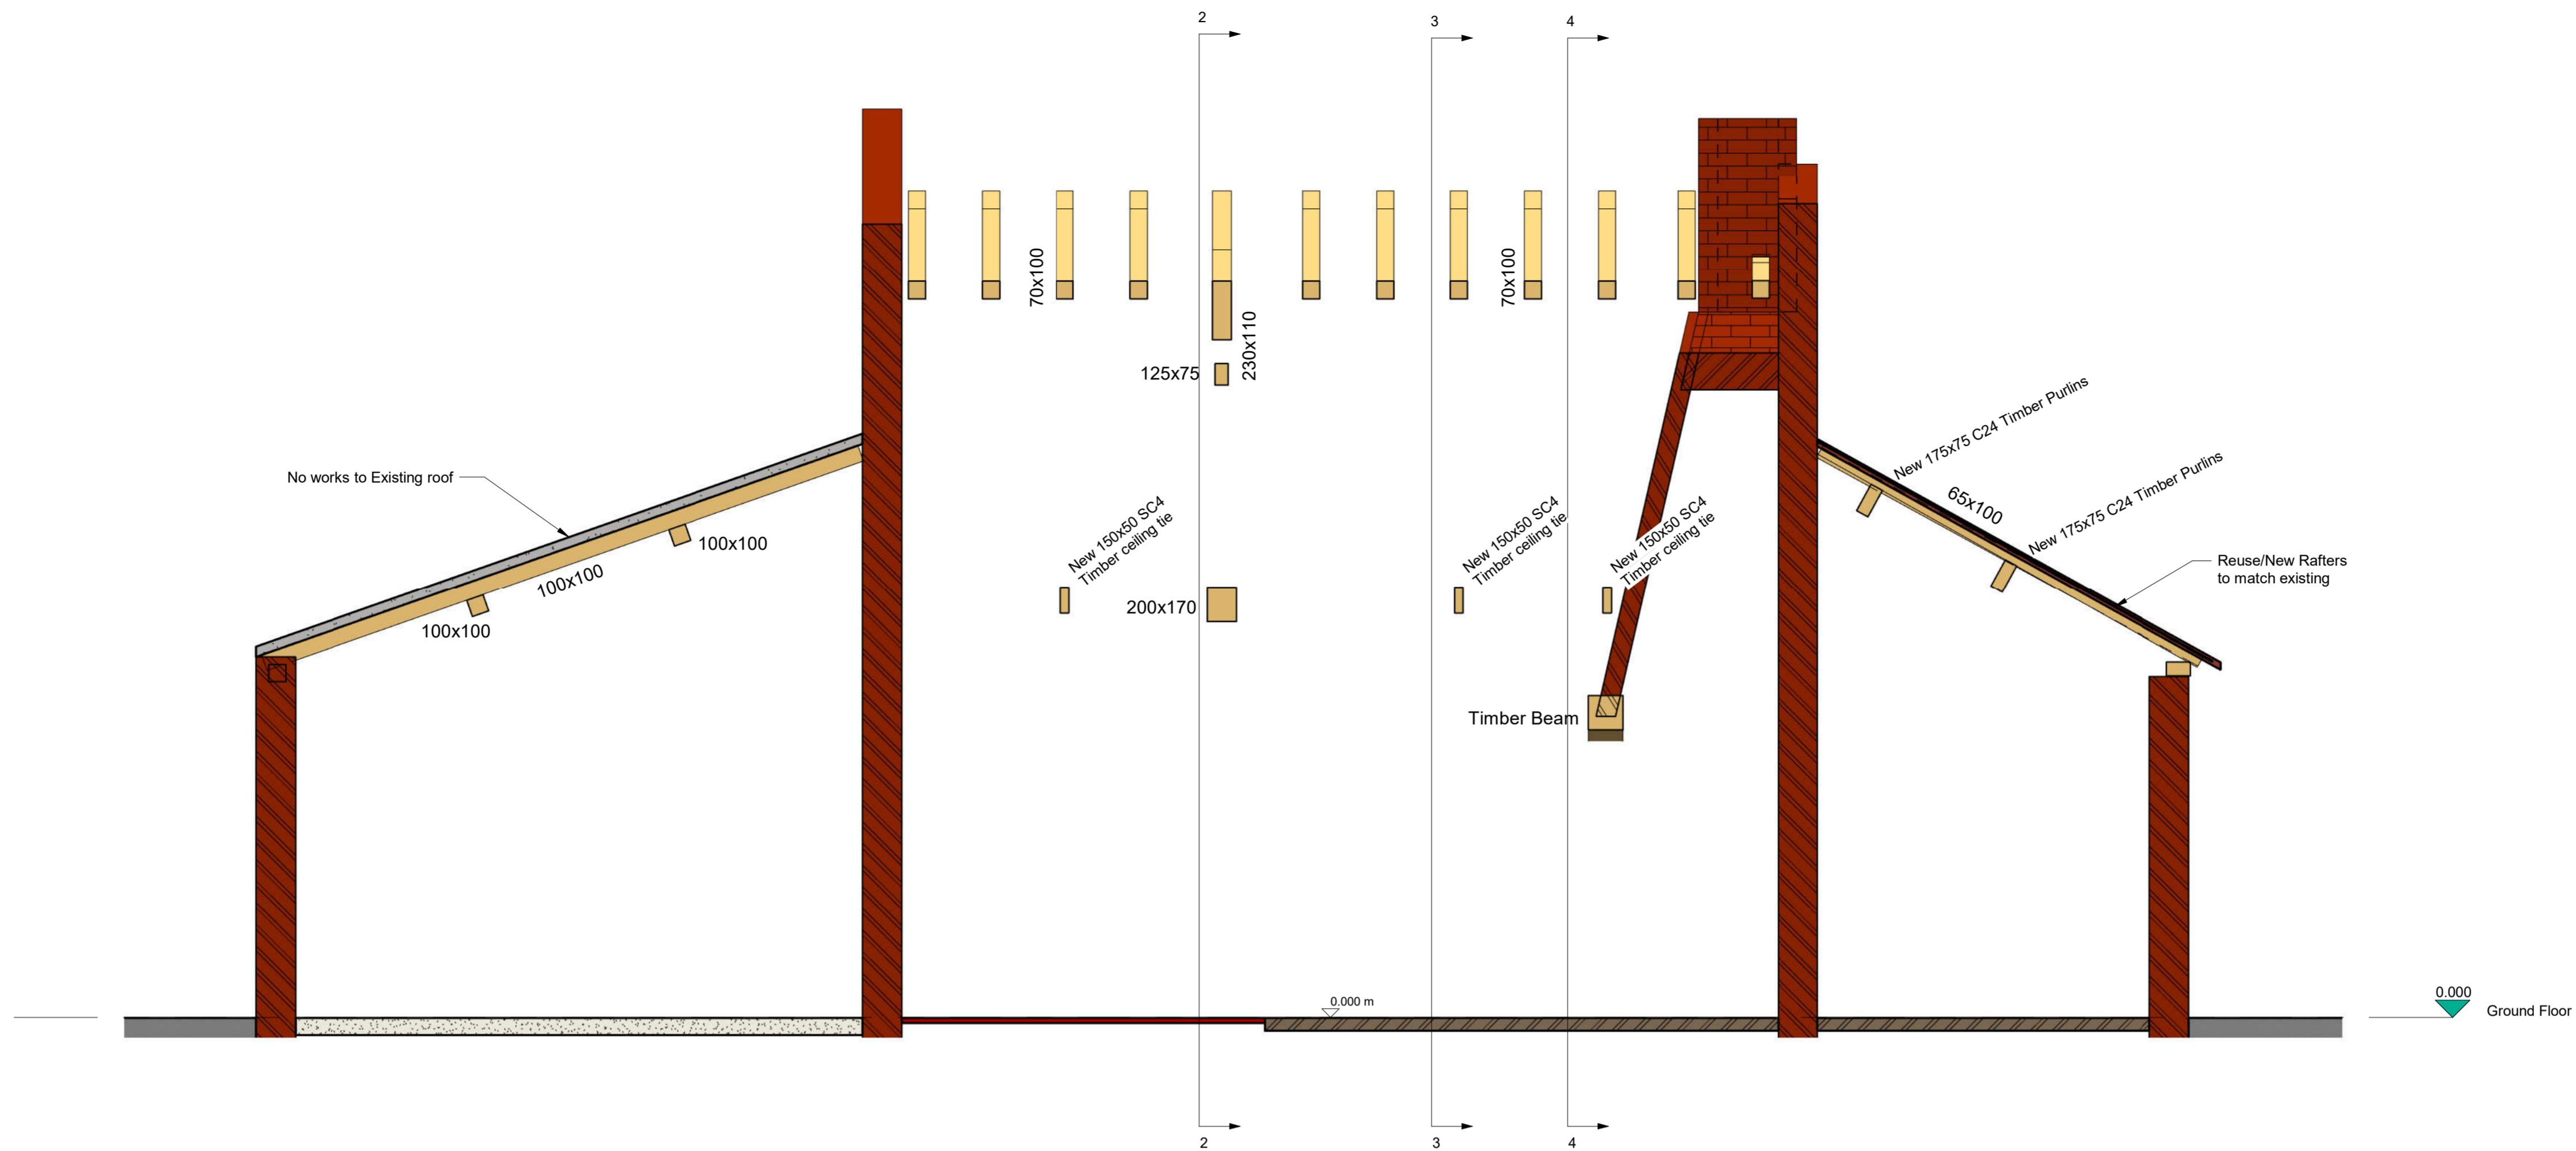 2
3
4
70x100
70x100
230x110
125x75
No works to Existing roof
100x100
100x100
100x100
New 150x50 SC4
Timber ceiling tie
200x170
New 150x50 SC4
Timber ceiling tie
New 150x50 SC4
Timber ceiling tie
Timber Beam
New 175x75 C24 Timber Purlins
65x100
New 175x75 C24 Timber Purlins
Reuse/New Rafters
to match existing
0.000 m
0.000
Ground Floor
2
3
4